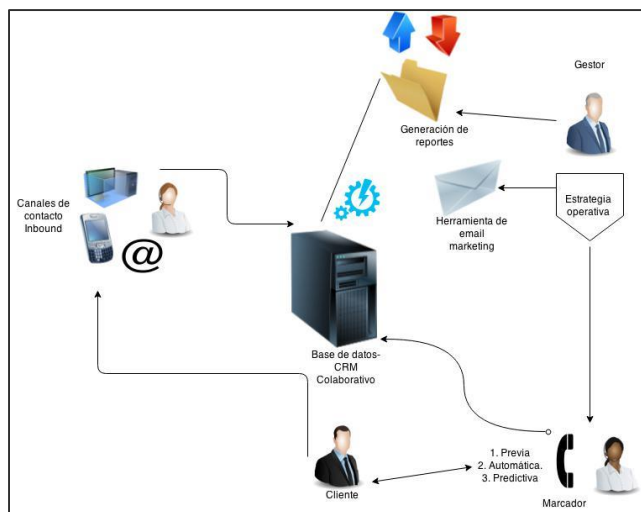 Gestor
Generación de
reportes
Canales de
contacto
Inbound
@
Herramienta de
email
marketing
Estrategia
operativa
Base de datos-
CRM
Colaborativo
1. Previa
2. Automática.
3. Predictiva
Cliente
Marcador